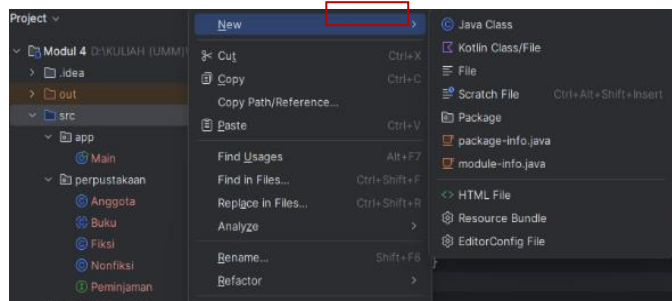 Project
Modul 4 D:\KULIAH (UMM)\
.idea
out
src
app
Main
perpustakaan
Anggota
Buku
Fiksi
Nonfiksi
Peminjaman
New
Cut Ctrl+X
Copy Ctrl+C
Copy Path/Reference...
Paste Ctrl+V
Find Usages Alt+F7
Find in Files... Ctrl+Shift+F
Replace in Files... Ctrl+Shift+R
Analyze
Rename... Shift+F6
Refactor
Java Class
Kotlin Class/File
File
Scratch File Ctrl+Alt+Shift+Insert
Package
package-info.java
module-info.java
HTML File
Resource Bundle
EditorConfig File
}